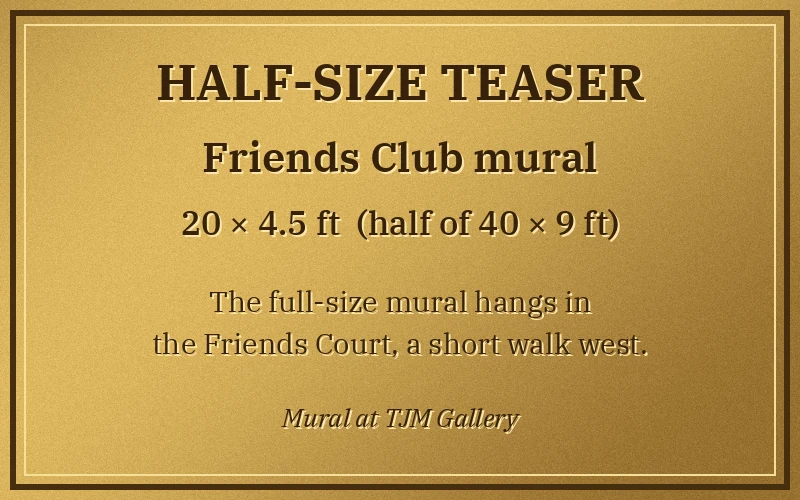 HALF-SIZE TEASER
Friends Club mural
20 × 4.5 ft (half of 40 × 9 ft)
The full-size mural hangs in
the Friends Court, a short walk west.
Mural at TJM Gallery